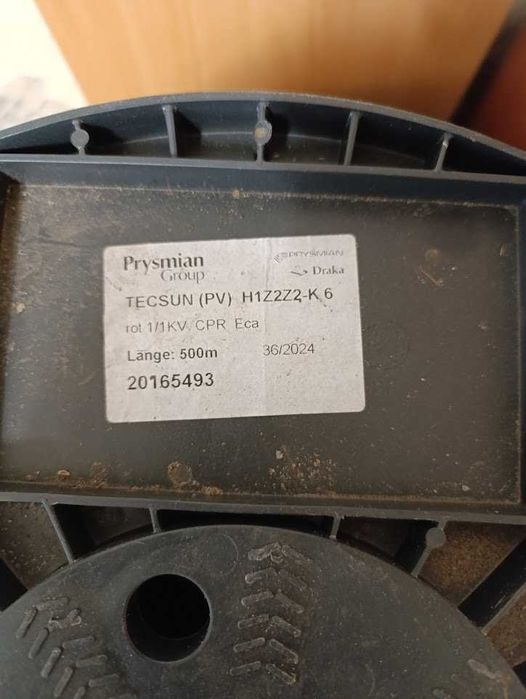 Prysmian
Group
PRYSMIAN
Draka
TECSUN (PV) H1Z2Z2-K 6
rot 1/1KV, CPR Eca
Länge: 500m 36/2024
20165493